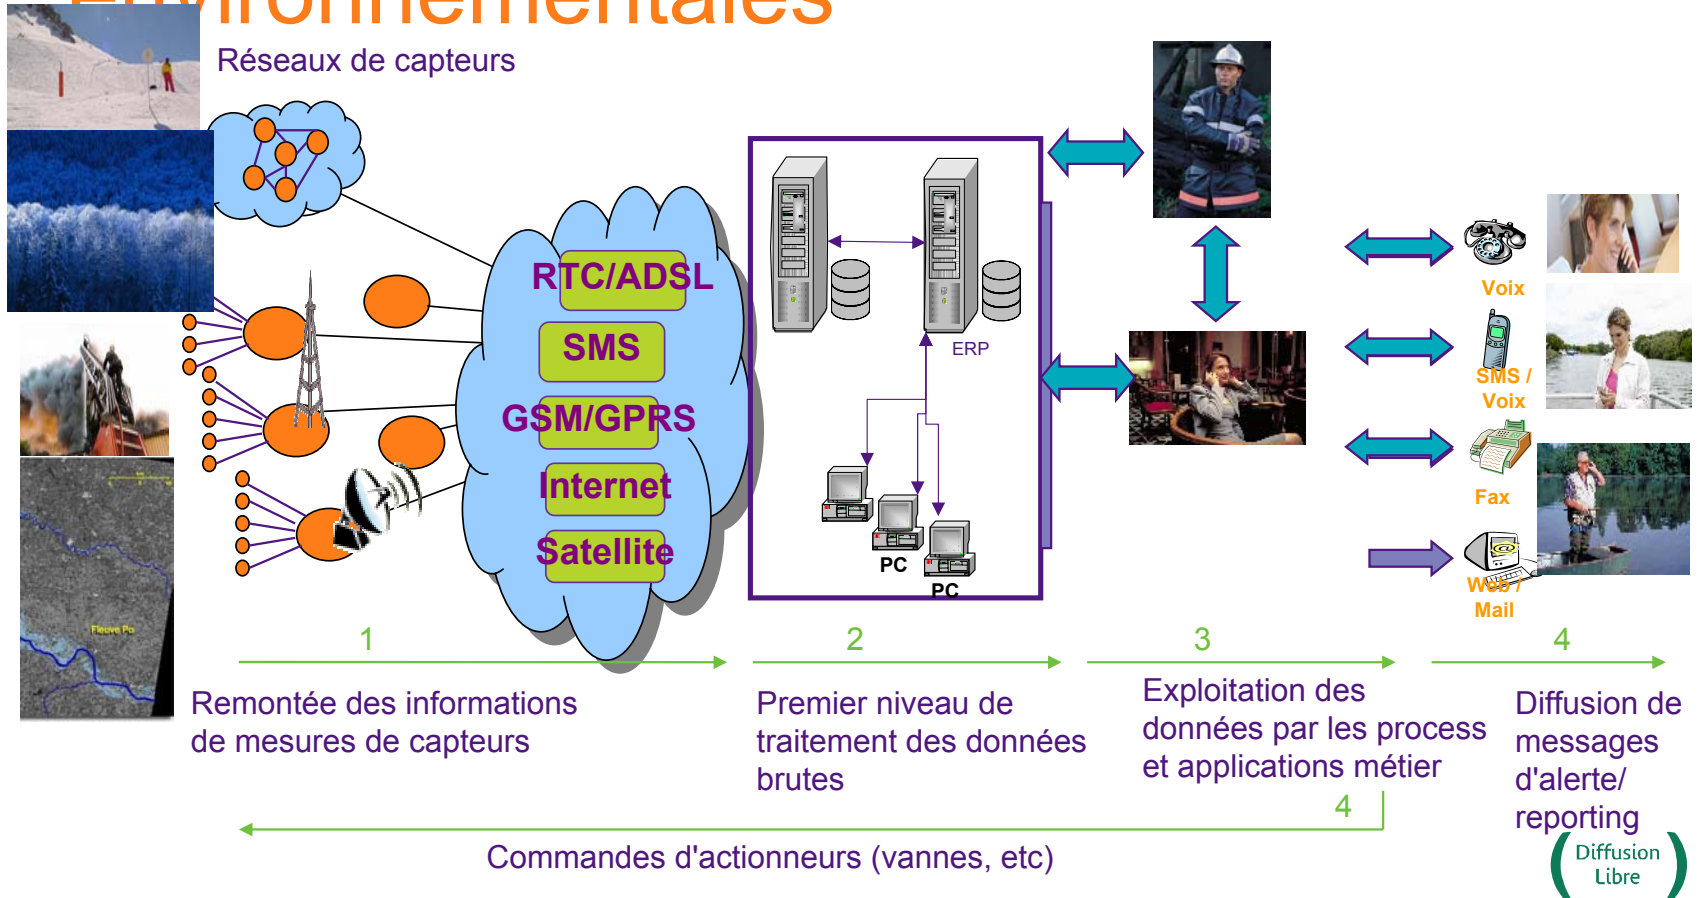 environnementales
Réseaux de capteurs
RTC/ADSL
SMS
GSM/GPRS
Internet
Satellite
ERP
PC
PC
Voix
SMS /
Voix
Fax
@
Web /
Mail
Fleuve Po
1
2
3
4
Remontée des informations
de mesures de capteurs
Premier niveau de
traitement des données
brutes
Exploitation des
données par les process
et applications métier
Diffusion de
messages
d'alerte/
reporting
4
Commandes d'actionneurs (vannes, etc)
Diffusion
Libre